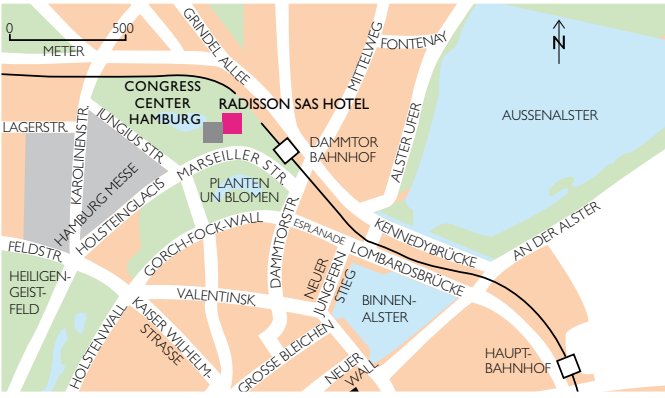 0 500
METER
GRINDEL ALLEE
MITTELWEG
FONTENAY
N
CONGRESS
CENTER
HAMBURG
RADISSON SAS HOTEL
AUSSENALSTER
LAGERSTR.
KAROLINENSTR.
JUNGIUS STR.
DAMMTOR
BAHNHOF
ALSTER UFER
MARSEILLER STR.
HAMBURG MESSE
HOLSTEINGLACIS
PLANTEN
UN BLOMEN
GORCH-FOCK-WALL
DAMMTORSTR.
ESPLANADE
KENNEDYBRÜCKE
LOMBARDSBRÜCKE
AN DER ALSTER
FELDSTR.
HEILIGEN-
GEIST-
FELD
NEUER
JUNGFERN
STIEG
BINNEN-
ALSTER
VALENTINSK
KAISER WILHELM-
STRASSE
HOLSTENWALL
GROSSE BLEICHEN
NEUER
WALL
HAUPT-
BAHNHOF